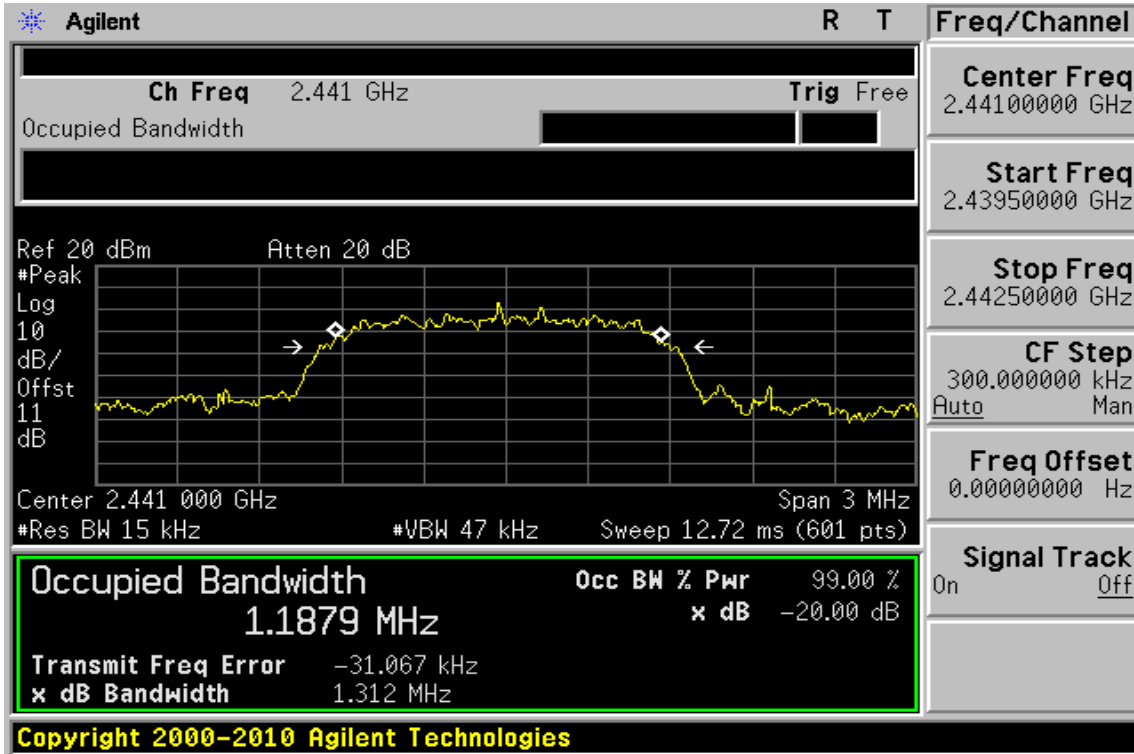 Agilent R T
Freq/Channel
Ch Freq 2.441 GHz Trig Free
Occupied Bandwidth
Center Freq
2.44100000 GHz
Start Freq
2.43950000 GHz
Stop Freq
2.44250000 GHz
CF Step
300.000000 kHz
Auto Man
Freq Offset
0.00000000 Hz
Signal Track
On Off
Ref 20 dBm Atten 20 dB
#Peak
Log
10
dB/
Offst
11
dB
Center 2.441 000 GHz Span 3 MHz
#Res BW 15 kHz #VBW 47 kHz Sweep 12.72 ms (601 pts)
Occupied Bandwidth Occ BW % Pwr 99.00 %
1.1879 MHz x dB -20.00 dB
Transmit Freq Error -31.067 kHz
x dB Bandwidth 1.312 MHz
Copyright 2000-2010 Agilent Technologies